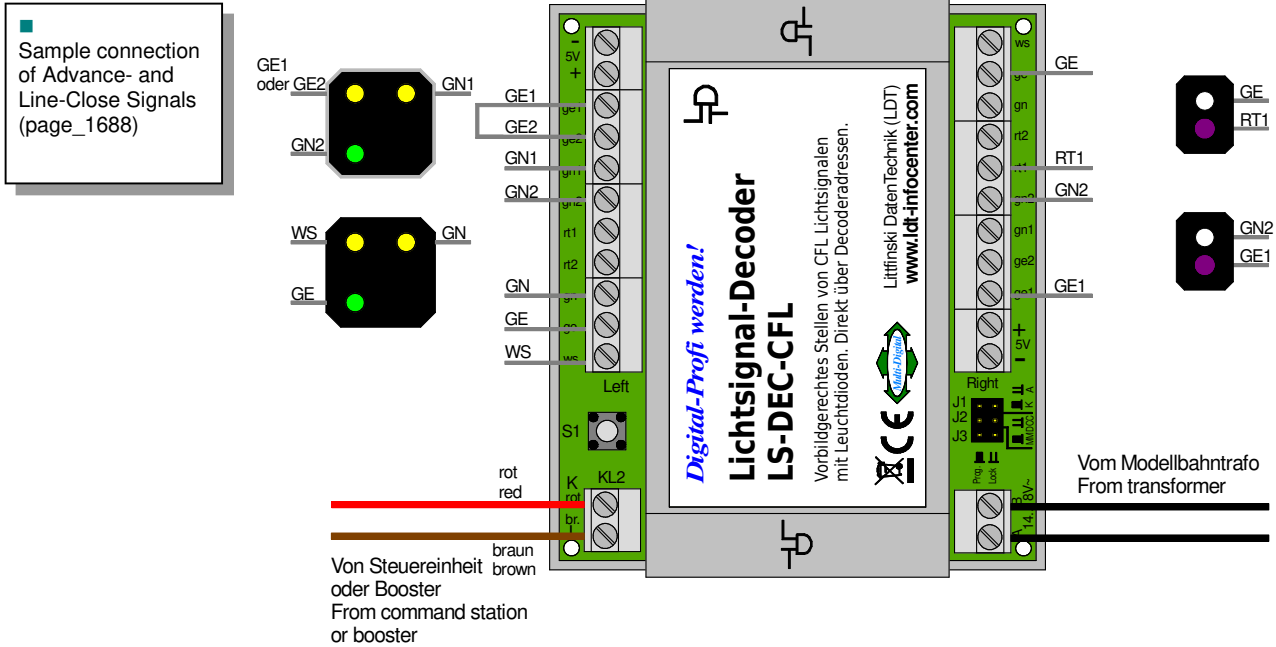 Sample connection
of Advance- and
Line-Close Signals
(page_1688)
GE1
oder GE2
GN1
GN2
WS
GN
GE
GE1
GE2
GN1
GN2
GN
GE
WS
-
5V
+
ge1
ge2
gn1
gn2
rt1
rt2
gn
ge
ws
Left
S1
K
KL2
rot
br.
rot
red
braun
brown
Von Steuereinheit
oder Booster
From command station
or booster
Digital-Profi werden!
Lichtsignal-Decoder
LS-DEC-CFL
Vorbildgerechtes Stellen von CFL Lichtsignalen
mit Leuchtdioden. Direkt über Decoderadressen.
Littfinski DatenTechnik (LDT)
www.ldt-infocenter.com
Multi-Digital
CE
ws
ge
gn
rt2
rt1
gn2
gn1
ge2
ge1
+
5V
-
Right
J1
J2
J3
K A
MM DCC
Prog.
Lock
B
14. . 8V~
A
GE
RT1
GN2
GE1
GE
RT1
GN2
GE1
Vom Modellbahntrafo
From transformer